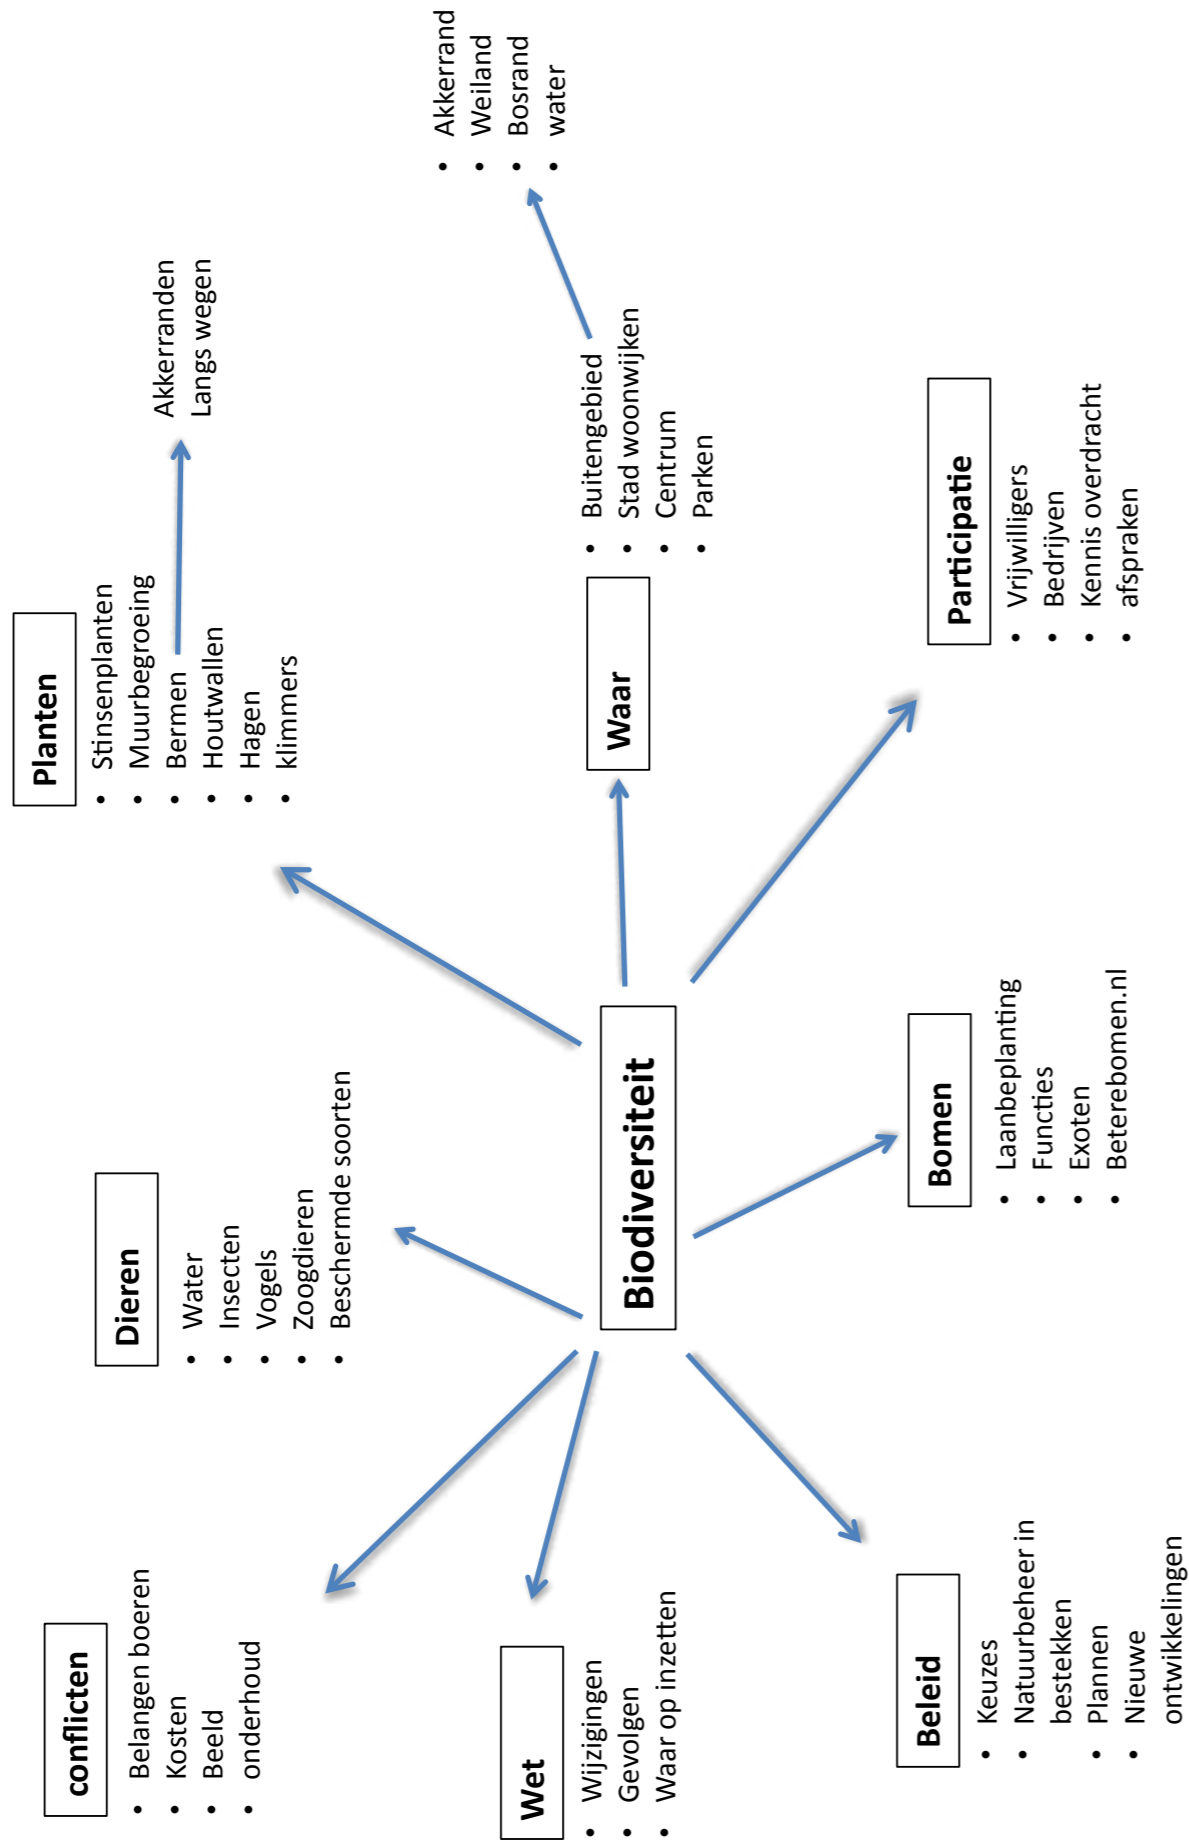 conflicten
• Belangen boeren
• Kosten
• Beeld
• onderhoud
Dieren
• Water
• Insecten
• Vogels
• Zoogdieren
• Beschermde soorten
Planten
• Stinsenplanten
• Muurbegroeing
• Bermen
• Houtwallen
• Hagen
• klimmers
Akkerranden
Langs wegen
Wet
• Wijzigingen
• Gevolgen
• Waar op inzetten
Biodiversiteit
Waar
• Buitengebied
• Stad woonwijken
• Centrum
• Parken
• Akkerrand
• Weiland
• Bosrand
• water
Beleid
• Keuzes
• Natuurbeheer in
bestekken
• Plannen
• Nieuwe
ontwikkelingen
Bomen
• Laanbeplanting
• Functies
• Exoten
• Beterebomen.nl
Participatie
• Vrijwilligers
• Bedrijven
• Kennis overdracht
• afspraken